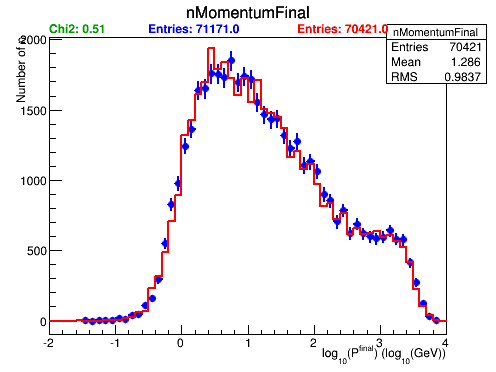 nMomentumFinal
Chi2: 0.51 Entries: 71171.0 Entries: 70421.0
nMomentumFinal
Entries 70421
Mean 1.286
RMS 0.9837
Number of
2000
1500
1000
500
0
-2 -1 0 1 2 3 4
log10(Pfinal) (log10(GeV))